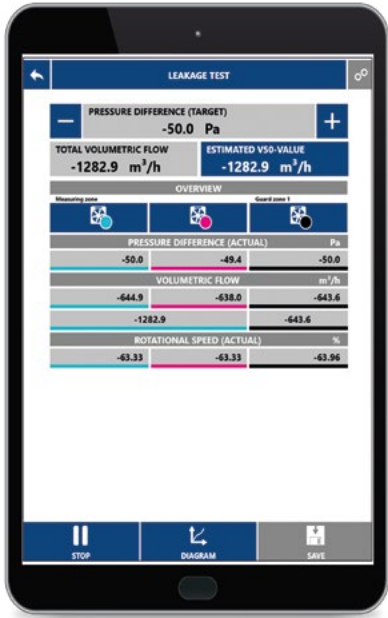 LEAKAGE TEST
PRESSURE DIFFERENCE (TARGET)
-50.0 Pa
TOTAL VOLUMETRIC FLOW
-1282.9 m³/h
ESTIMATED V50-VALUE
-1282.9 m³/h
OVERVIEW
Measuring zone
Guard zone 1
PRESSURE DIFFERENCE (ACTUAL) Pa
-50.0 -49.4 -50.0
VOLUMETRIC FLOW m³/h
-644.9 -638.0 -643.6
-1282.9 -643.6
ROTATIONAL SPEED (ACTUAL) %
-63.33 -63.33 -63.96
STOP DIAGRAM SAVE